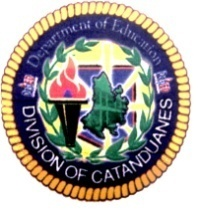 Department of Education
DIVISION OF CATANDUANES